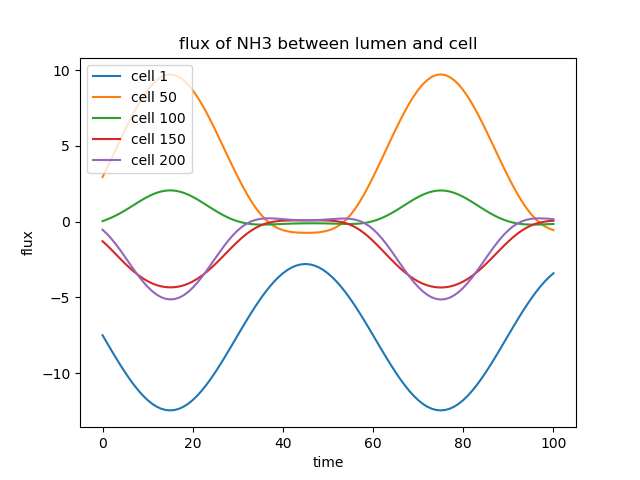 flux of NH3 between lumen and cell
cell 1
cell 50
cell 100
cell 150
cell 200
10
5
0
−5
−10
flux
0
20
40
60
80
100
time